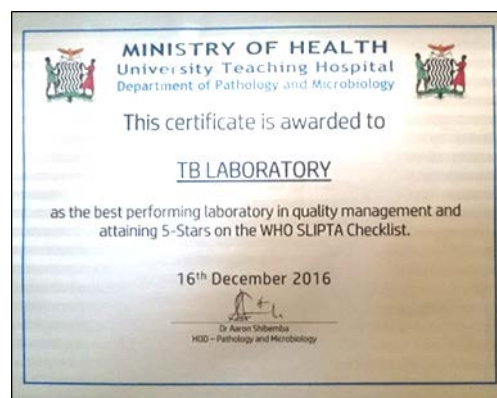 MINISTRY OF HEALTH
University Teaching Hospital
Department of Pathology and Microbiology
This certificate is awarded to
TB LABORATORY
as the best performing laboratory in quality management and
attaining 5-Stars on the WHO SLIPTA Checklist.
16th December 2016
Dr Aaron Shibemba
HOD – Pathology and Microbiology